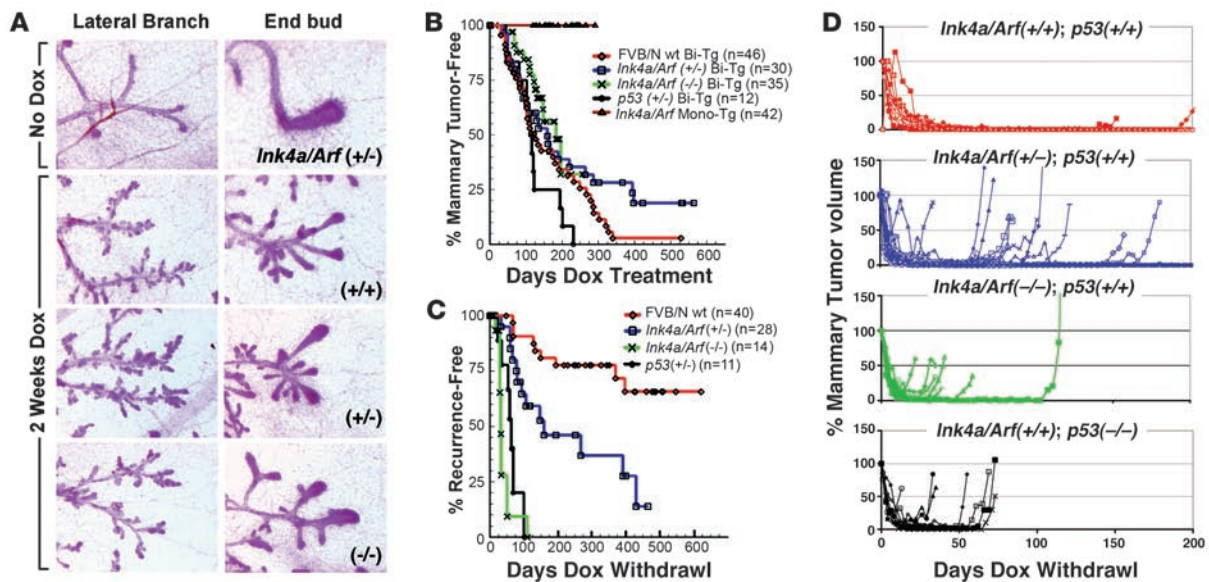 A
Lateral Branch
End bud
No Dox
Ink4a/Arf (+/-)
2 Weeks Dox
(+/+)
(+/-)
(-/-)
B
% Mammary Tumor-Free
100
75
50
25
0
0 100 200 300 400 500 600
Days Dox Treatment
FVB/N wt Bi-Tg (n=46)
Ink4a/Arf (+/-) Bi-Tg (n=30)
Ink4a/Arf (-/-) Bi-Tg (n=35)
p53 (+/-) Bi-Tg (n=12)
Ink4a/Arf Mono-Tg (n=42)
C
% Recurrence-Free
100
75
50
25
0
0 100 200 300 400 500 600
Days Dox Withdrawl
FVB/N wt (n=40)
Ink4a/Arf(+/-) (n=28)
Ink4a/Arf(-/-) (n=14)
p53(+/-) (n=11)
D
% Mammary Tumor volume
Ink4a/Arf(+/+); p53(+/+)
150
100
50
0
0 50 100 150 200
Ink4a/Arf(+/–); p53(+/+)
150
100
50
0
Ink4a/Arf(–/–); p53(+/+)
150
100
50
0
Ink4a/Arf(+/+); p53(–/–)
150
100
50
0
0 50 100 150 200
Days Dox Withdrawl